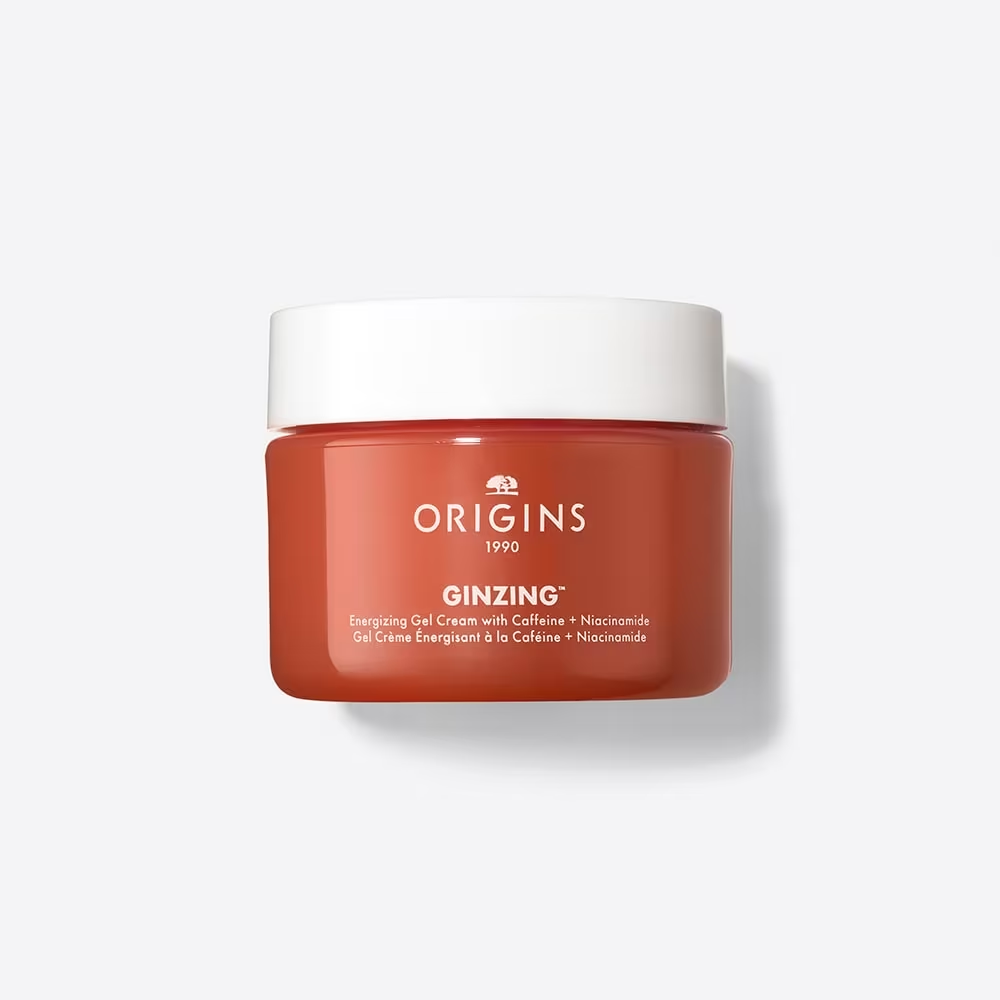 ORIGINS
1990
GINZING™
Energizing Gel Cream with Caffeine + Niacinamide
Gel Crème Énergisant à la Caféine + Niacinamide